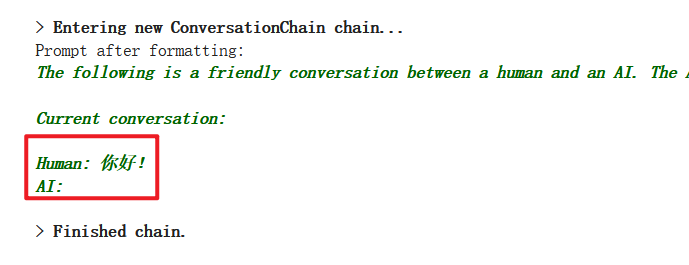 > Entering new ConversationChain chain...
Prompt after formatting:
The following is a friendly conversation between a human and an AI. The
Current conversation:
Human: 你好!
AI:
> Finished chain.